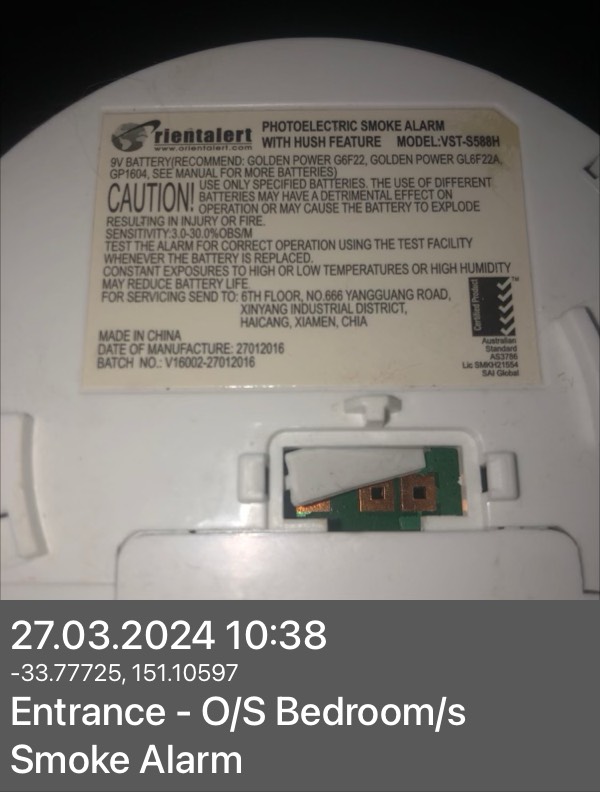 rientalert
www.orientalert.com
PHOTOELECTRIC SMOKE ALARM
WITH HUSH FEATURE MODEL:VST-S588H
9V BATTERY(RECOMMEND: GOLDEN POWER G6F22, GOLDEN POWER GL6F22A,
GP1604, SEE MANUAL FOR MORE BATTERIES)
CAUTION!
USE ONLY SPECIFIED BATTERIES. THE USE OF DIFFERENT
BATTERIES MAY HAVE A DETRIMENTAL EFFECT ON
OPERATION OR MAY CAUSE THE BATTERY TO EXPLODE
RESULTING IN INJURY OR FIRE.
SENSITIVITY:3.0-30.0%OBS/M
TEST THE ALARM FOR CORRECT OPERATION USING THE TEST FACILITY
WHENEVER THE BATTERY IS REPLACED.
CONSTANT EXPOSURES TO HIGH OR LOW TEMPERATURES OR HIGH HUMIDITY
MAY REDUCE BATTERY LIFE
FOR SERVICING SEND TO: 6TH FLOOR, NO.666 YANGGUANG ROAD,
XINYANG INDUSTRIAL DISTRICT,
HAICANG, XIAMEN, CHIA
MADE IN CHINA
DATE OF MANUFACTURE: 27012016
BATCH NO.: V16002-27012016
Certified Product
TM
Australian
Standard
AS3786
Lic SMKH21554
SAI Global
27.03.2024 10:38
-33.77725, 151.10597
Entrance - O/S Bedroom/s
Smoke Alarm